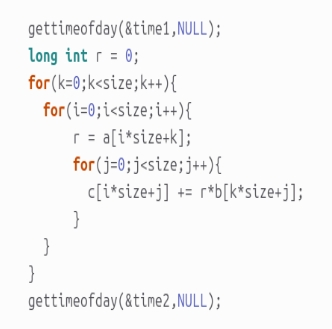 gettimeofday(&time1,NULL);
long int r = 0;
for(k=0;k<size;k++){
for(i=0;i<size;i++){
r = a[i*size+k];
for(j=0;j<size;j++){
c[i*size+j] += r*b[k*size+j];
}
}
}
gettimeofday(&time2,NULL);